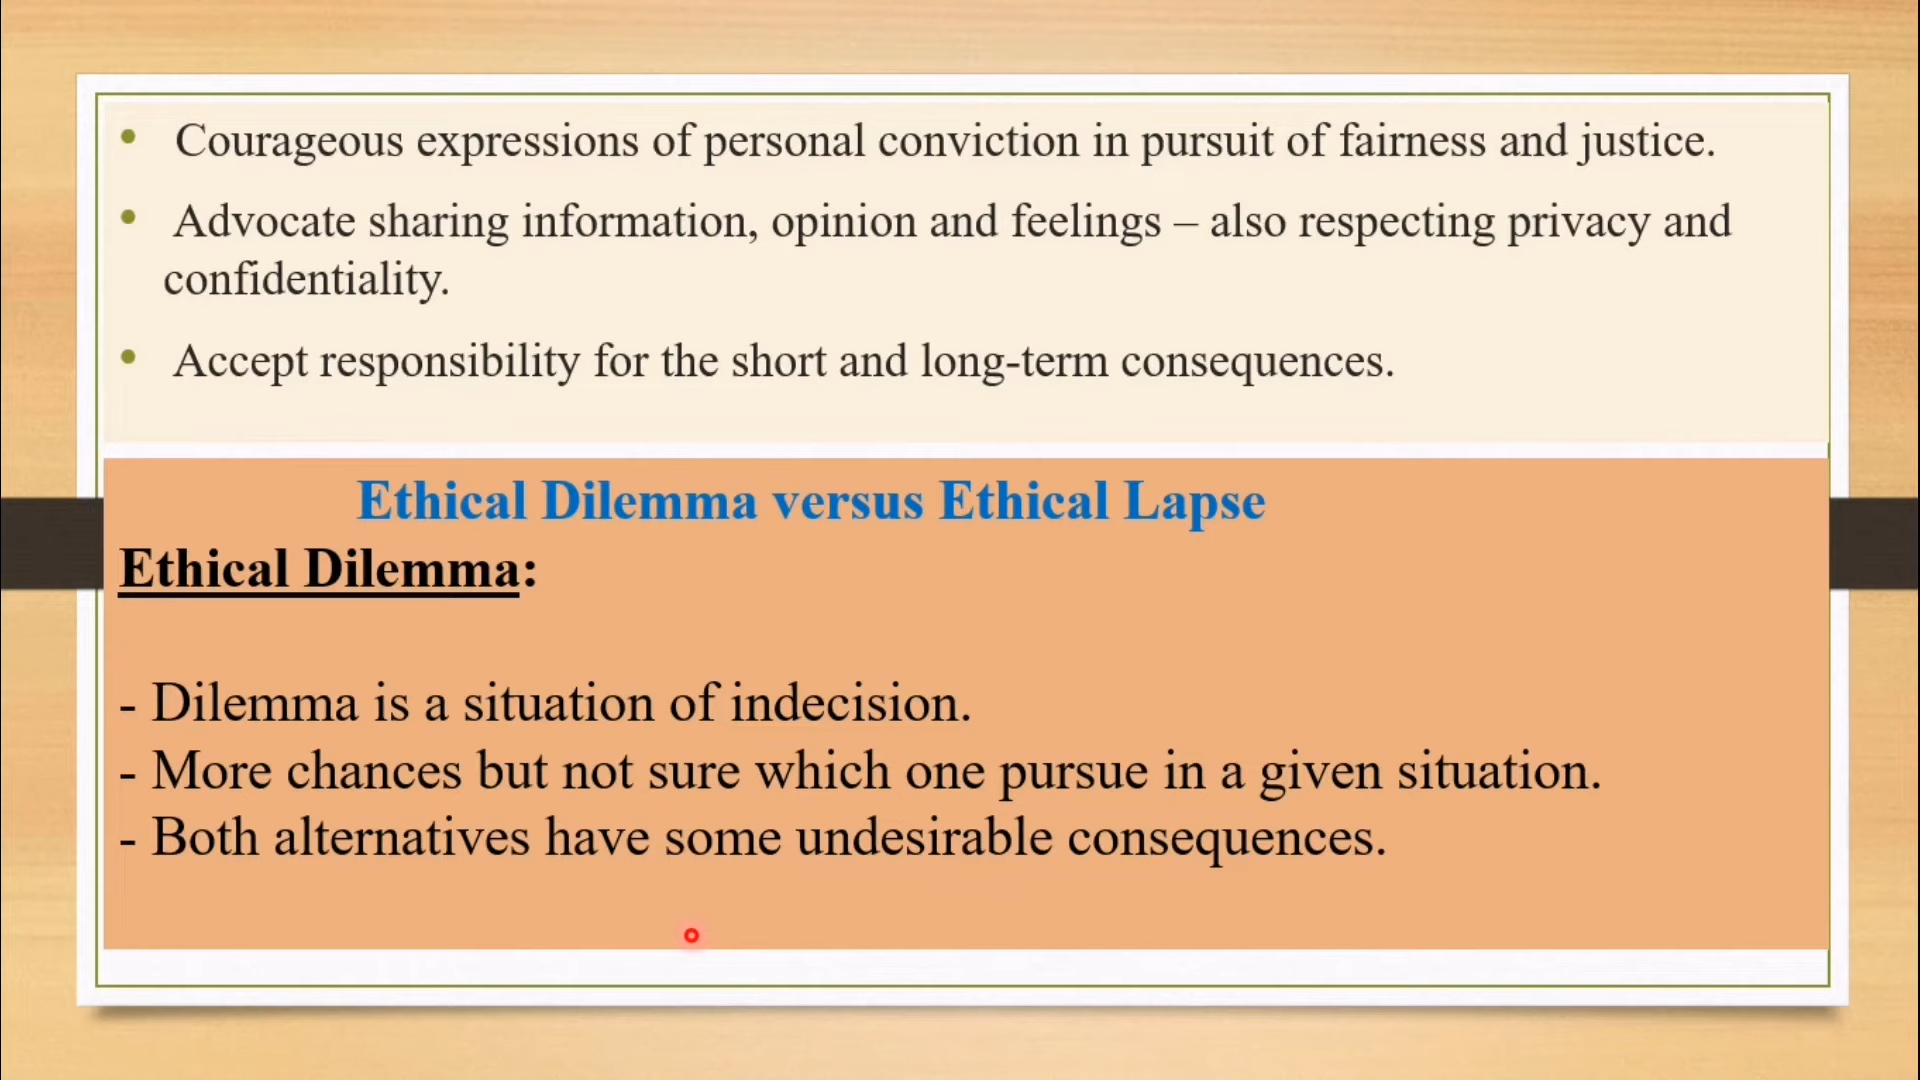 • Courageous expressions of personal conviction in pursuit of fairness and justice.
• Advocate sharing information, opinion and feelings – also respecting privacy and
confidentiality.
• Accept responsibility for the short and long-term consequences.
Ethical Dilemma versus Ethical Lapse
Ethical Dilemma:
- Dilemma is a situation of indecision.
- More chances but not sure which one pursue in a given situation.
- Both alternatives have some undesirable consequences.